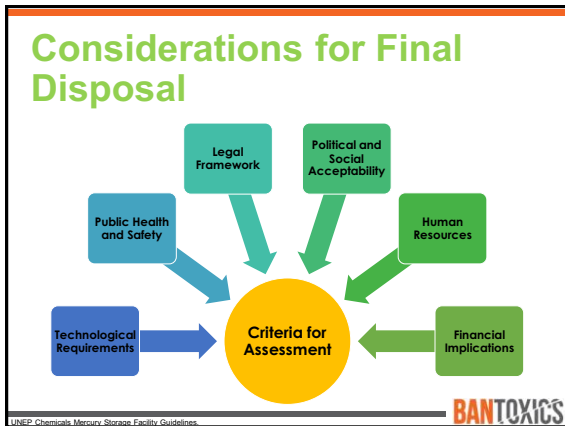 Considerations for Final
Disposal
Legal
Framework
Political and
Social
Acceptability
Public Health
and Safety
Human
Resources
Technological
Requirements
Criteria for
Assessment
Financial
Implications
UNEP Chemicals Mercury Storage Facility Guidelines.
BANTOXICS